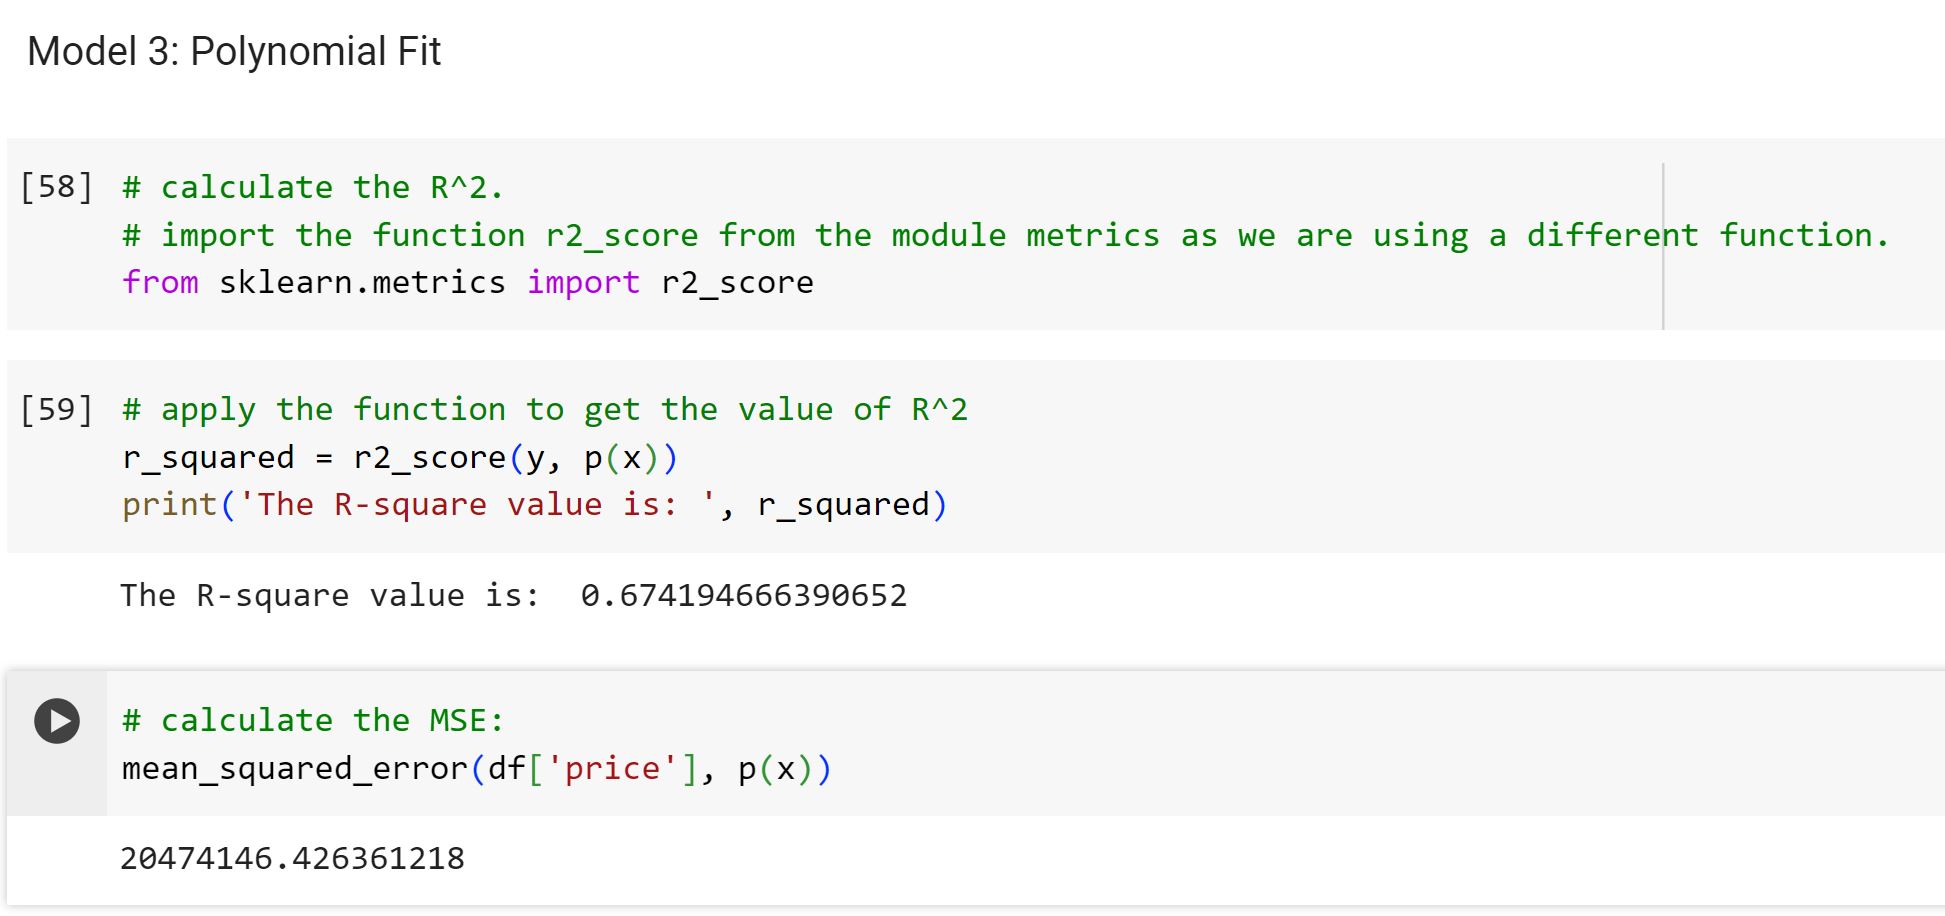 Model 3: Polynomial Fit
[58] # calculate the R^2.
# import the function r2_score from the module metrics as we are using a different function.
from sklearn.metrics import r2_score
[59] # apply the function to get the value of R^2
r_squared = r2_score(y, p(x))
print('The R-square value is: ', r_squared)
The R-square value is:  0.674194666390652
# calculate the MSE:
mean_squared_error(df['price'], p(x))
20474146.426361218